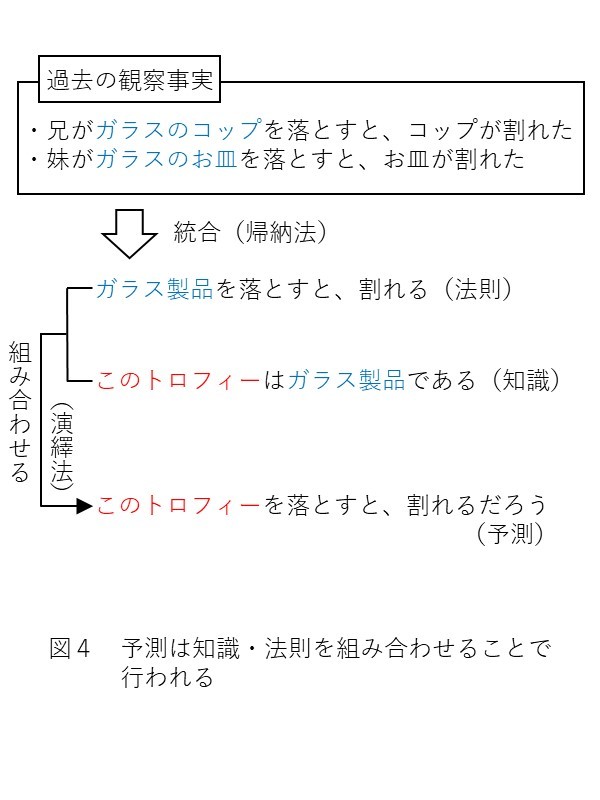 過去の観察事実
・兄がガラスのコップを落とすと、コップが割れた
・妹がガラスのお皿を落とすと、お皿が割れた
統合（帰納法）
ガラス製品を落とすと、割れる（法則）
このトロフィーはガラス製品である（知識）
組み合わせる
（演繹法）
このトロフィーを落とすと、割れるだろう
（予測）
図４　予測は知識・法則を組み合わせることで
行われる